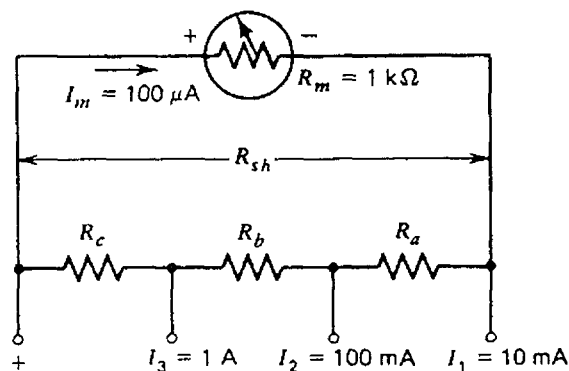 + −
I_m = 100 μA
R_m = 1 kΩ
R_sh
R_c R_b R_a
+ I_3 = 1 A I_2 = 100 mA I_1 = 10 mA